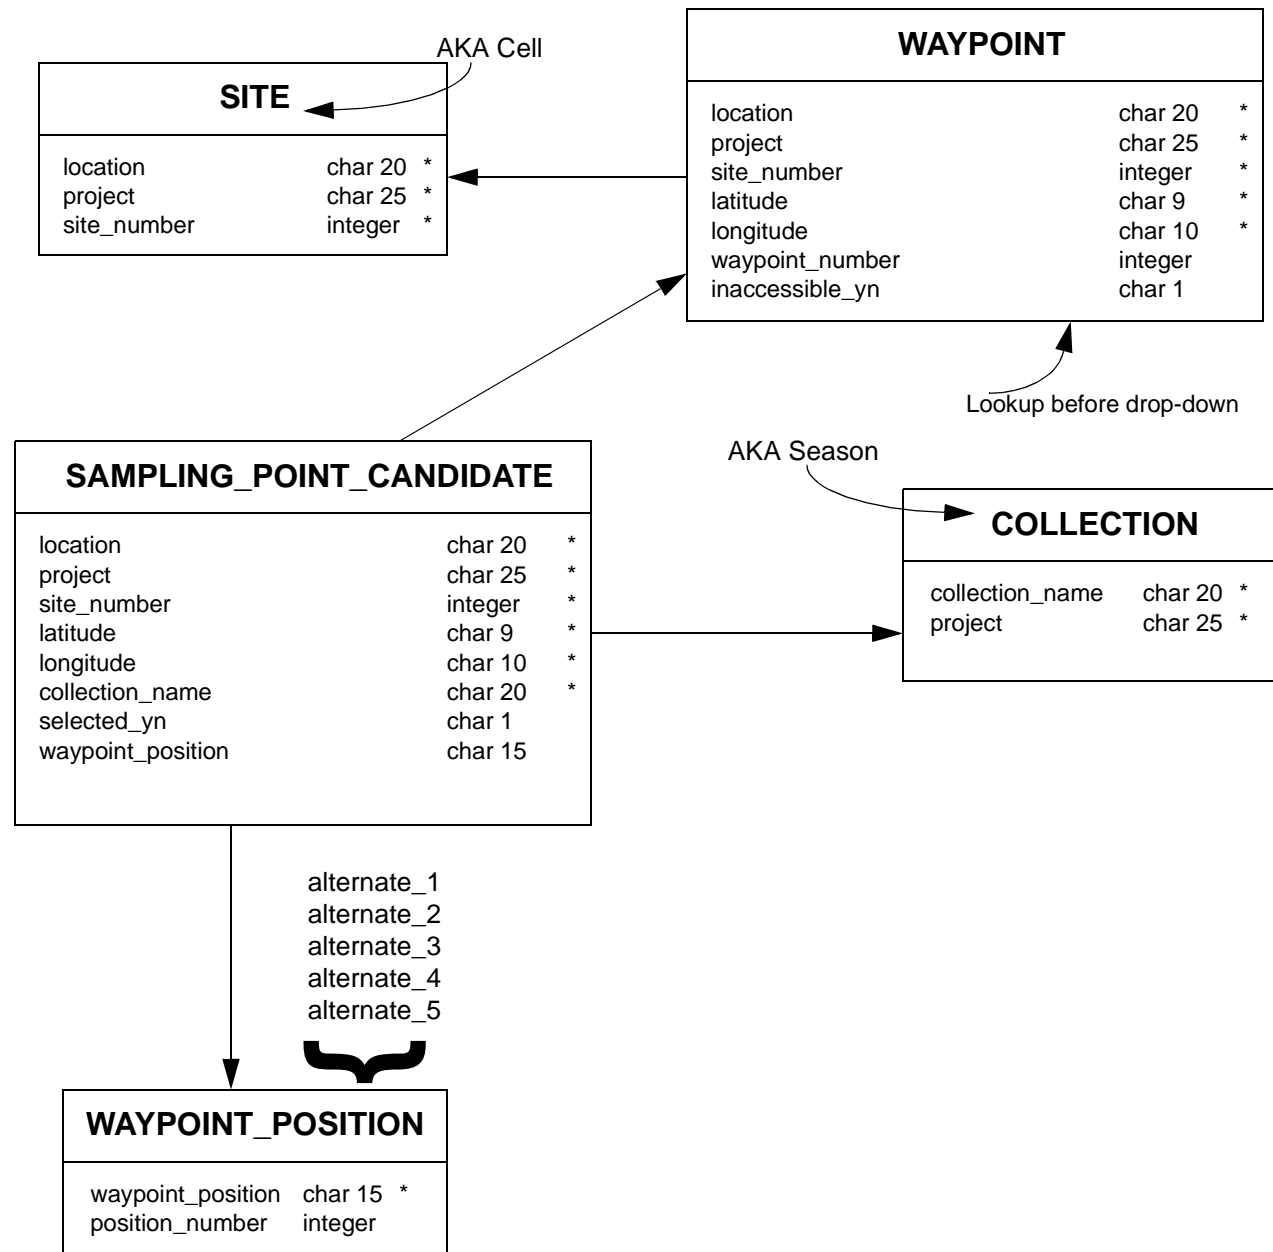 AKA Cell
SITE
location char 20 *
project char 25 *
site_number integer *
WAYPOINT
location char 20 *
project char 25 *
site_number integer *
latitude char 9 *
longitude char 10 *
waypoint_number integer
inaccessible_yn char 1
Lookup before drop-down
SAMPLING_POINT_CANDIDATE
location char 20 *
project char 25 *
site_number integer *
latitude char 9 *
longitude char 10 *
collection_name char 20 *
selected_yn char 1
waypoint_position char 15
AKA Season
COLLECTION
collection_name char 20 *
project char 25 *
alternate_1
alternate_2
alternate_3
alternate_4
alternate_5
WAYPOINT_POSITION
waypoint_position char 15 *
position_number integer